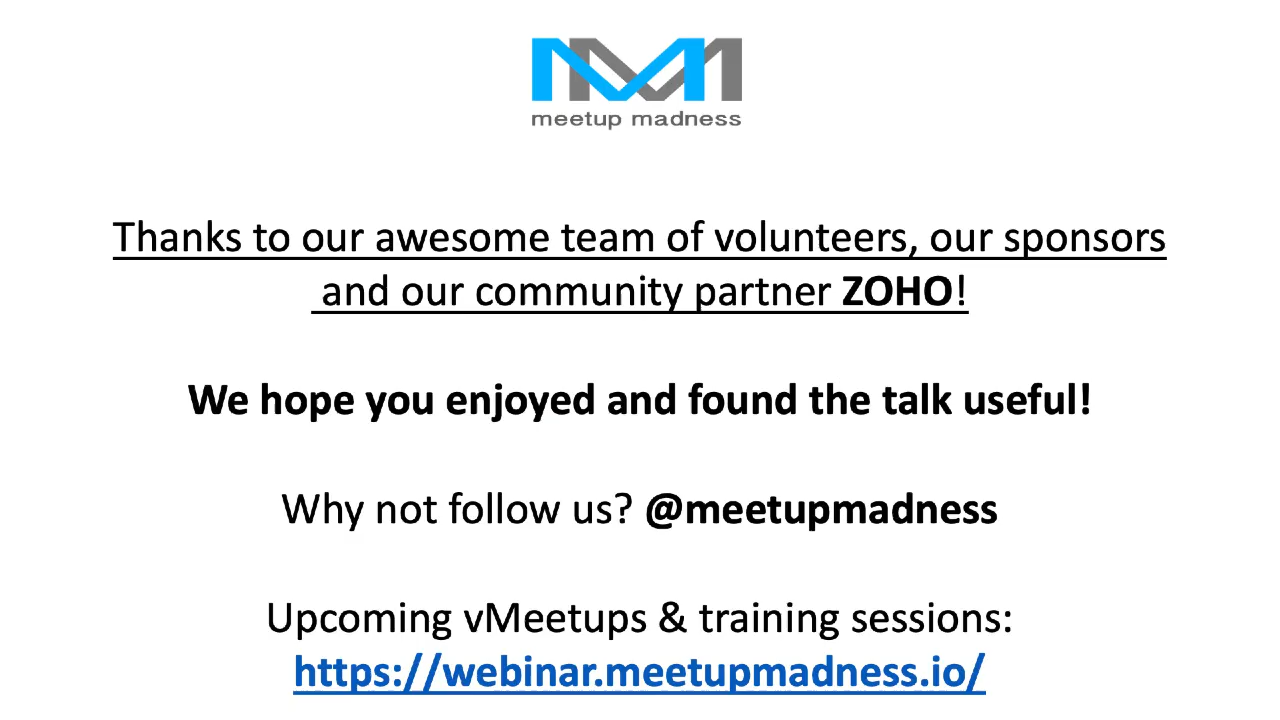 meetup madness
Thanks to our awesome team of volunteers, our sponsors
and our community partner ZOHO!
We hope you enjoyed and found the talk useful!
Why not follow us? @meetupmadness
Upcoming vMeetups & training sessions:
https://webinar.meetupmadness.io/